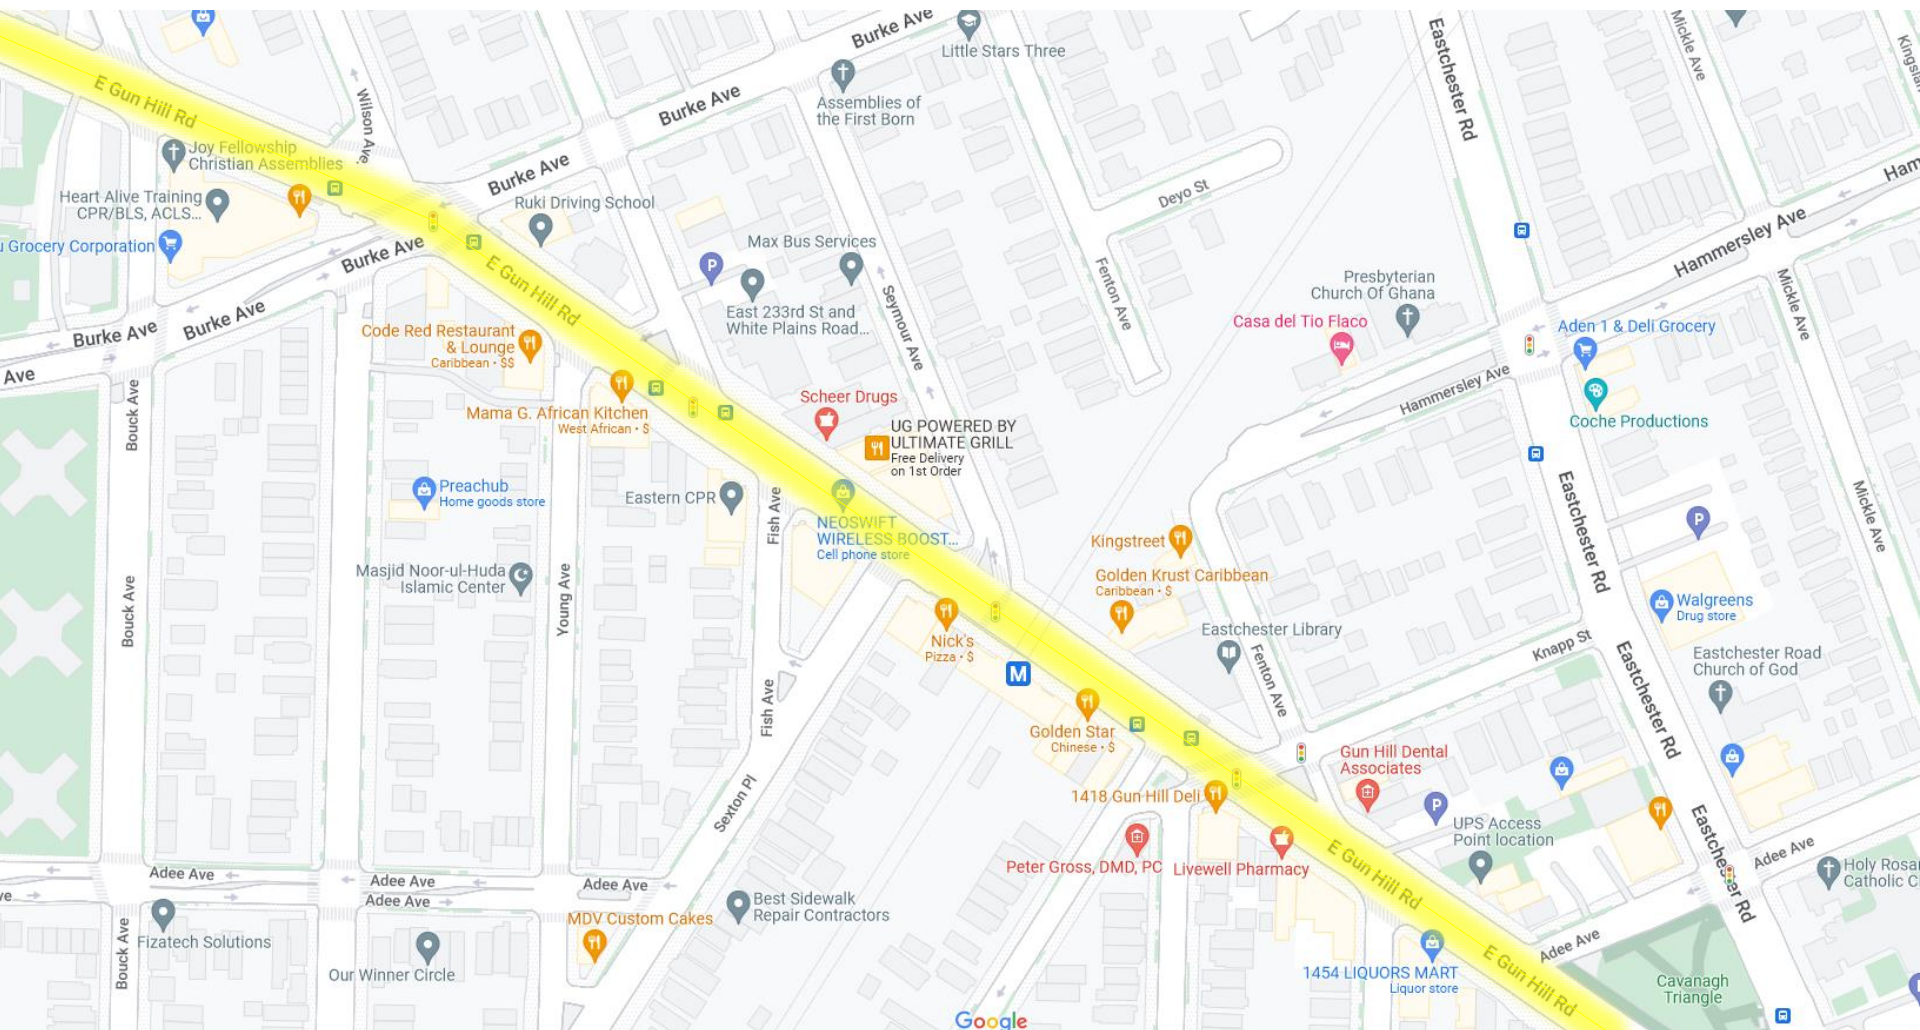 Burke Ave
Little Stars Three
Eastchester Rd
Mickle Ave
E Gun Hill Rd
Wilson Ave
Burke Ave
Assemblies of
the First Born
Joy Fellowship
Christian Assemblies
Burke Ave
Heart Alive Training
CPR/BLS, ACLS...
Ruki Driving School
Deyo St
Hammersley Ave
u Grocery Corporation
Burke Ave
Max Bus Services
P
E Gun Hill Rd
East 233rd St and
White Plains Road...
Seymour Ave
Fenton Ave
Presbyterian
Church Of Ghana
Casa del Tio Flaco
Mickle Ave
Burke Ave
Burke Ave
Code Red Restaurant
& Lounge
Caribbean • $$
Aden 1 & Deli Grocery
Ave
Bouck Ave
Mama G. African Kitchen
West African • $
Scheer Drugs
UG POWERED BY
ULTIMATE GRILL
Free Delivery
on 1st Order
Hammersley Ave
Coche Productions
Preachub
Home goods store
Eastern CPR
Fish Ave
NEOSWIFT
WIRELESS BOOST...
Cell phone store
Eastchester Rd
P
Mickle Ave
Kingstreet
Masjid Noor-ul-Huda
Islamic Center
Young Ave
Bouck Ave
Golden Krust Caribbean
Caribbean • $
Walgreens
Drug store
Nick's
Pizza • $
M
Eastchester Library
Fenton Ave
Knapp St
Eastchester Rd
Eastchester Road
Church of God
Fish Ave
Golden Star
Chinese • $
Gun Hill Dental
Associates
Sexton Pl
1418 Gun Hill Deli
P
UPS Access
Point location
Eastchester Rd
Peter Gross, DMD, PC
Livewell Pharmacy
E Gun Hill Rd
Adee Ave
Holy Rosa
Catholic C
Adee Ave
Adee Ave
Adee Ave
Adee Ave
MDV Custom Cakes
Best Sidewalk
Repair Contractors
Bouck Ave
Fizatech Solutions
Our Winner Circle
Adee Ave
1454 LIQUORS MART
Liquor store
E Gun Hill Rd
Cavanagh
Triangle
Google